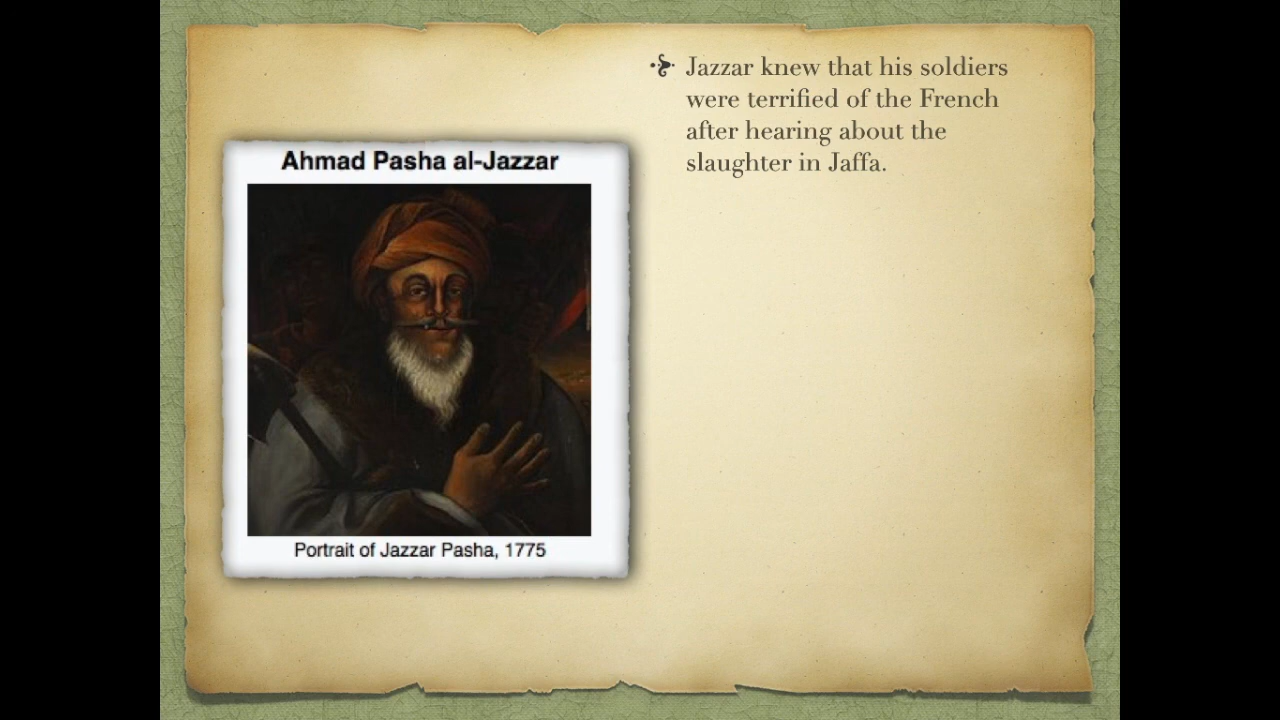 Ahmad Pasha al-Jazzar
Portrait of Jazzar Pasha, 1775
Jazzar knew that his soldiers
were terrified of the French
after hearing about the
slaughter in Jaffa.